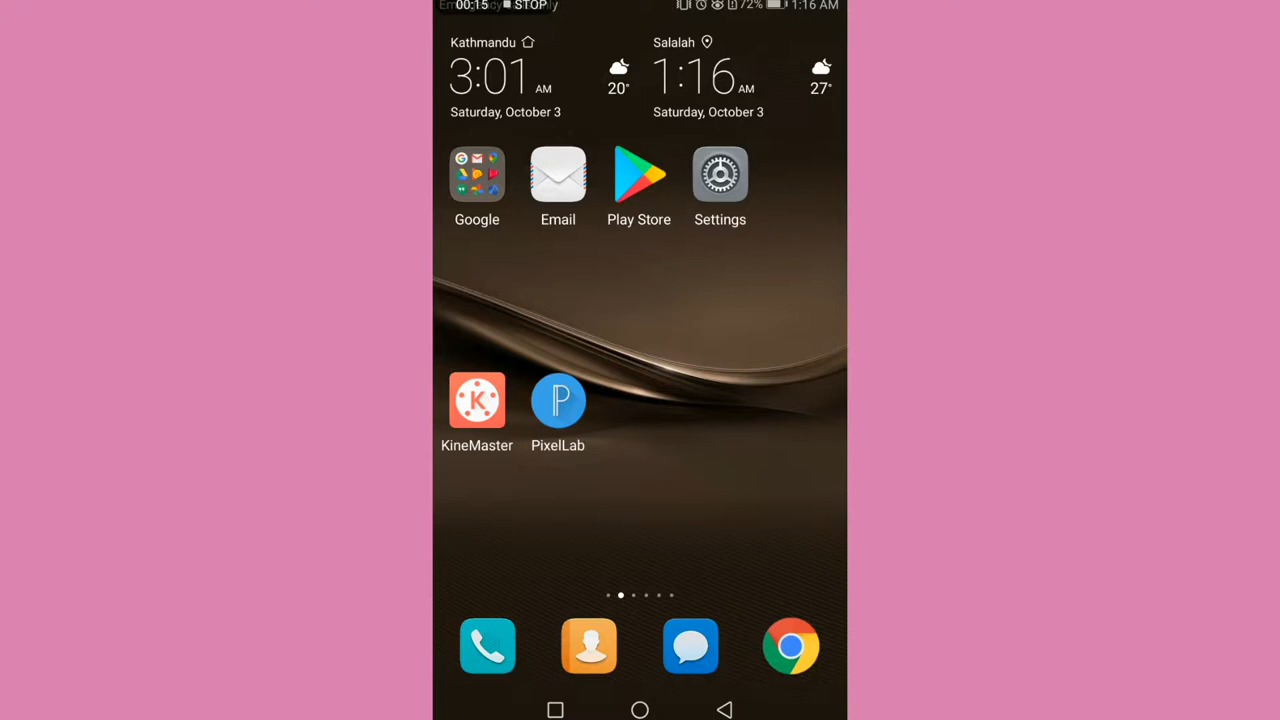 00:15 STOP
72% 1:16 AM
Kathmandu
3:01 AM
20°
Saturday, October 3
Salalah
1:16 AM
27°
Saturday, October 3
Google
Email
Play Store
Settings
K
KineMaster
P
PixelLab